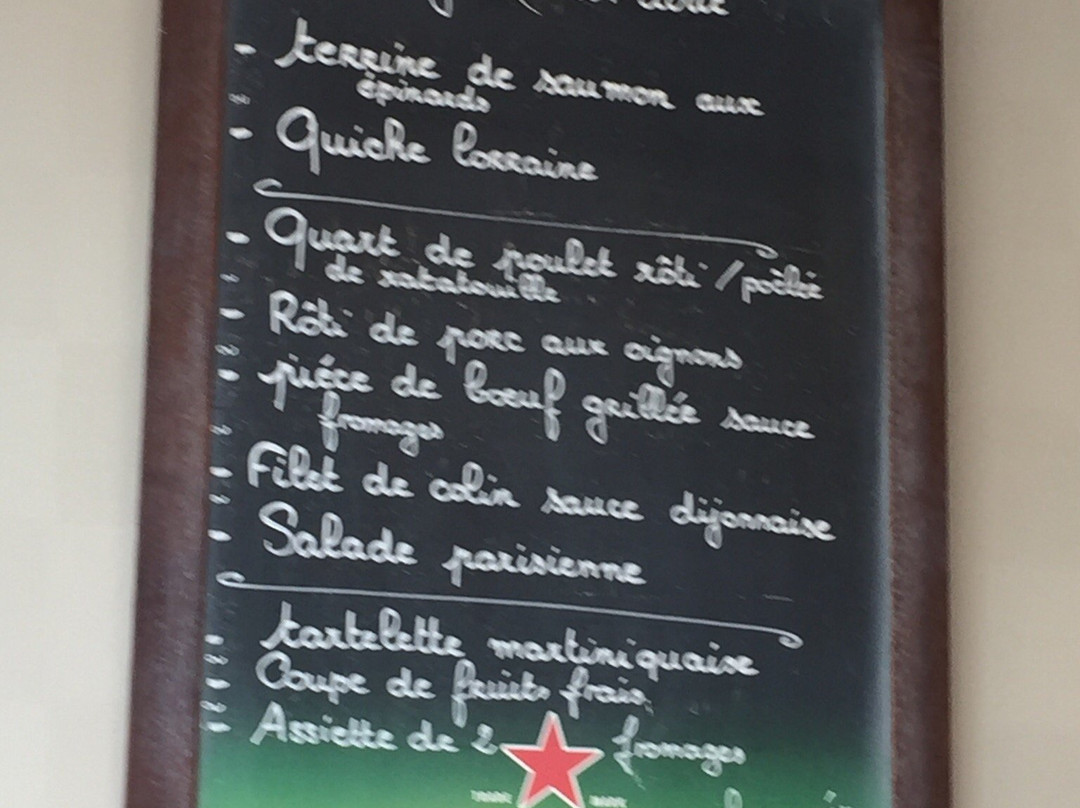 - terrine de saumon aux
épinards
- Quiche lorraine
- Quart de poulet rôti / poêlée
de ratatouille
- Rôti de porc aux oignons
- pièce de boeuf grillée sauce
fromages
- Filet de colin sauce dijonnaise
- Salade parisienne
- tartelette martiniquaise
- Coupe de fruits frais
- Assiette de 2 fromages
TRADE MARK